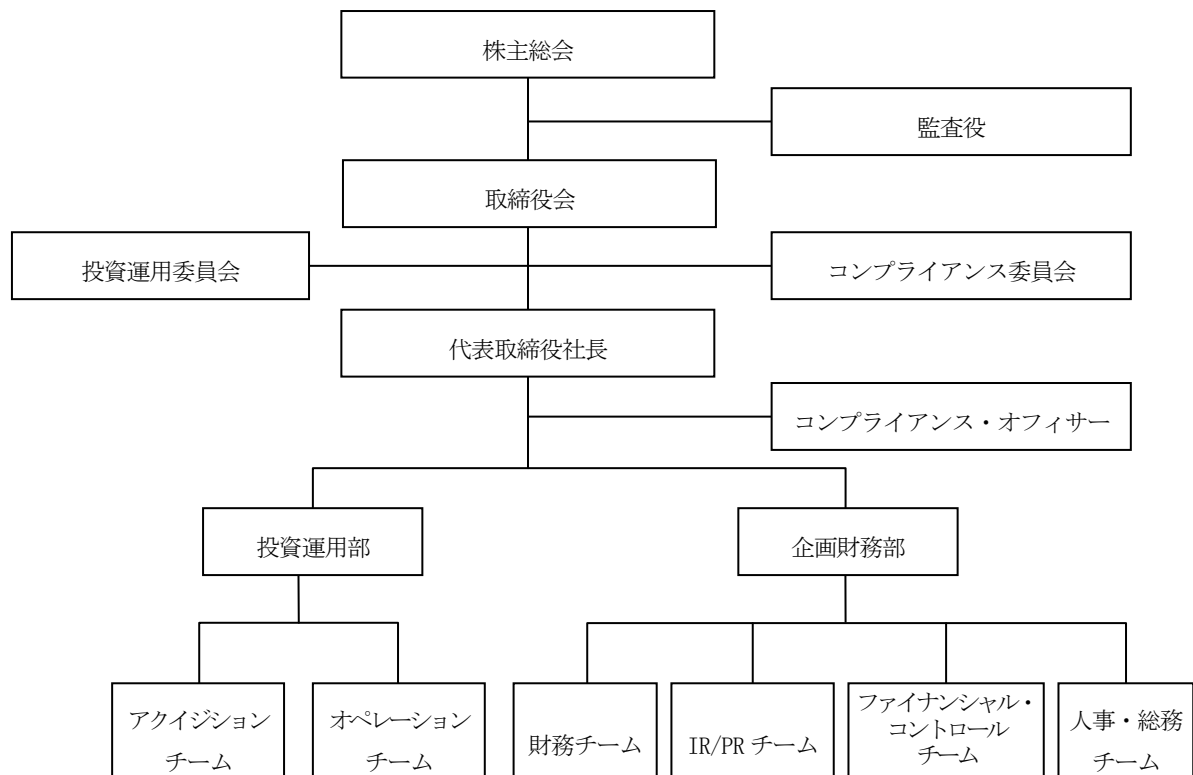 株主総会
監査役
取締役会
投資運用委員会
コンプライアンス委員会
代表取締役社長
コンプライアンス・オフィサー
投資運用部
企画財務部
アクイジション
チーム
オペレーション
チーム
財務チーム
IR/PR チーム
ファイナンシャル・
コントロール
チーム
人事・総務
チーム